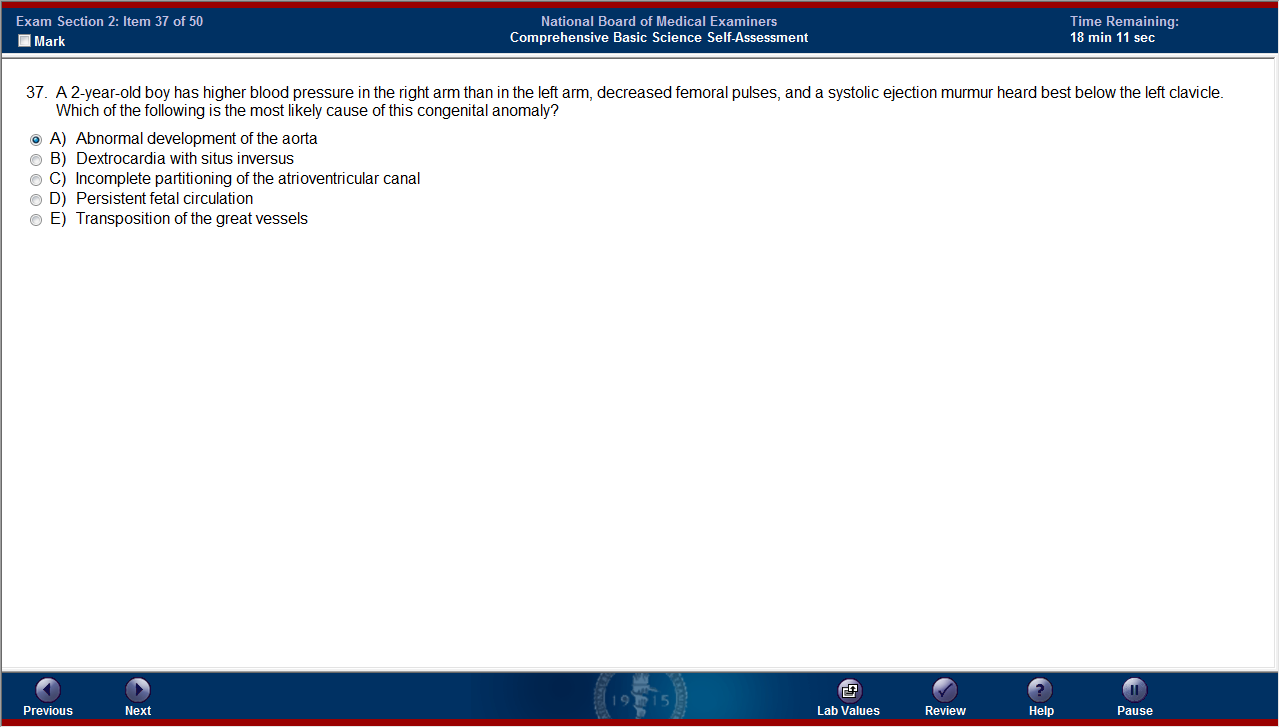 Exam Section 2: Item 37 of 50
National Board of Medical Examiners
Time Remaining:
Mark
Comprehensive Basic Science Self-Assessment
18 min 11 sec
37. A 2-year-old boy has higher blood pressure in the right arm than in the left arm, decreased femoral pulses, and a systolic ejection murmur heard best below the left clavicle.
Which of the following is the most likely cause of this congenital anomaly?
A) Abnormal development of the aorta
B) Dextrocardia with situs inversus
C) Incomplete partitioning of the atrioventricular canal
D) Persistent fetal circulation
E) Transposition of the great vessels
1915
Previous
Next
Lab Values
Review
Help
Pause